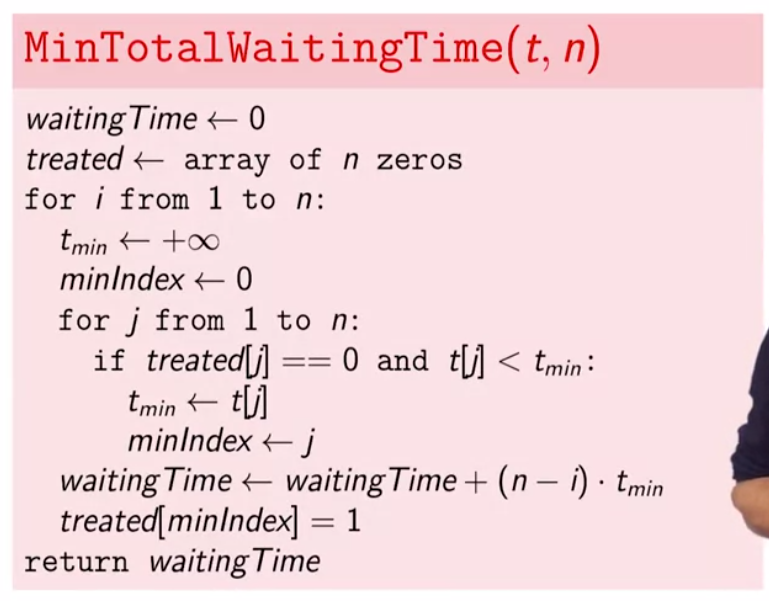 MinTotalWaitingTime(t, n)
waitingTime ← 0
treated ← array of n zeros
for i from 1 to n:
t_min ← +∞
minIndex ← 0
for j from 1 to n:
if treated[j] == 0 and t[j] < t_min:
t_min ← t[j]
minIndex ← j
waitingTime ← waitingTime + (n − i) · t_min
treated[minIndex] = 1
return waitingTime